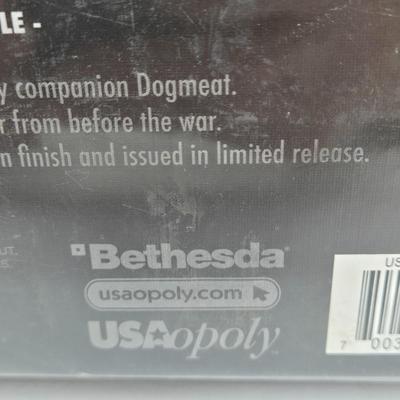 LE -
y companion Dogmeat.
r from before the war.
n finish and issued in limited release.
UT.
S.
Bethesda
usaopoly.com
USAopoly
US
7 003